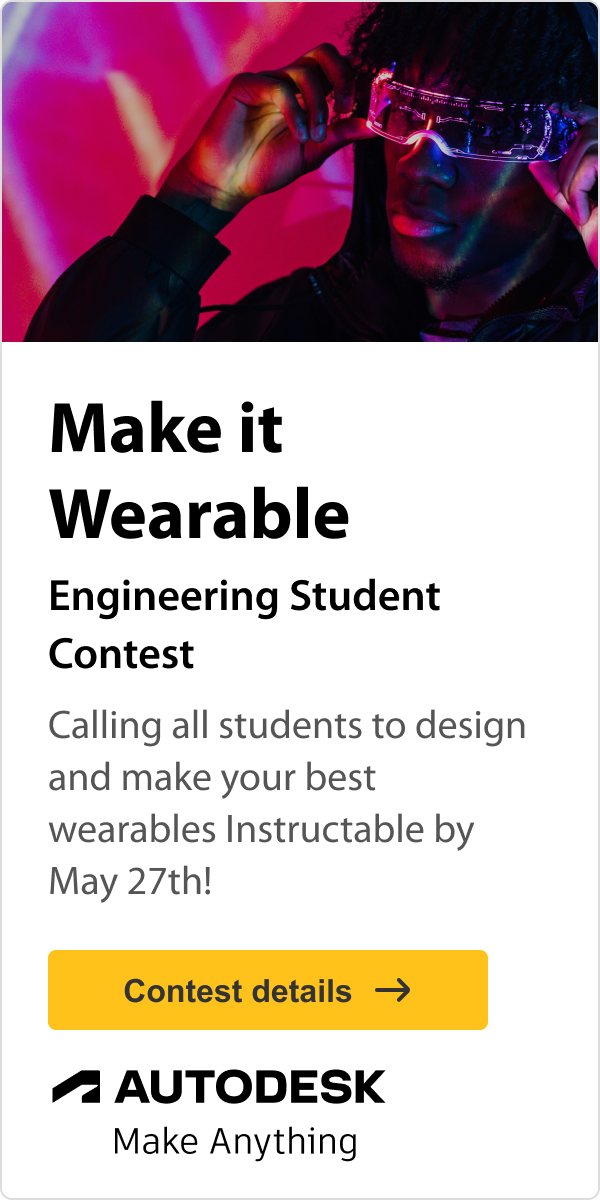 Make it
Wearable
Engineering Student
Contest
Calling all students to design
and make your best
wearables Instructable by
May 27th!
Contest details →
AUTODESK
Make Anything